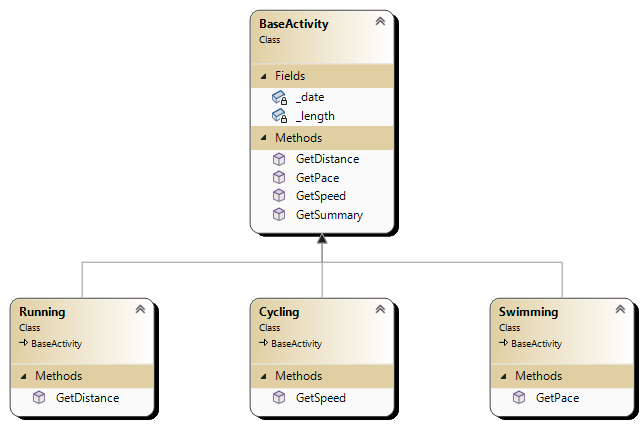 BaseActivity
Class
Fields
_date
_length
Methods
GetDistance
GetPace
GetSpeed
GetSummary
Running
Class
BaseActivity
Methods
GetDistance
Cycling
Class
BaseActivity
Methods
GetSpeed
Swimming
Class
BaseActivity
Methods
GetPace